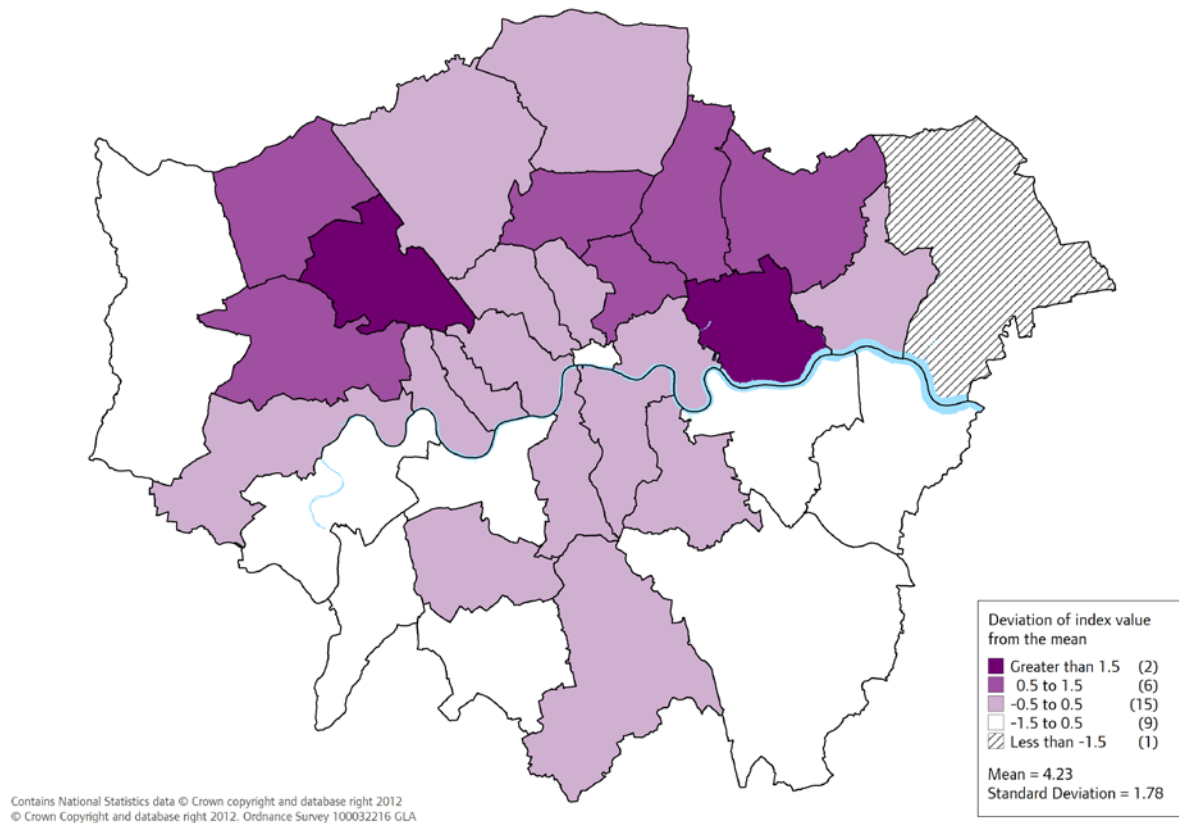 Deviation of index value
from the mean
Greater than 1.5 (2)
0.5 to 1.5 (6)
-0.5 to 0.5 (15)
-1.5 to 0.5 (9)
Less than -1.5 (1)
Mean = 4.23
Standard Deviation = 1.78
Contains National Statistics data © Crown copyright and database right 2012
© Crown Copyright and database right 2012. Ordnance Survey 100032216 GLA